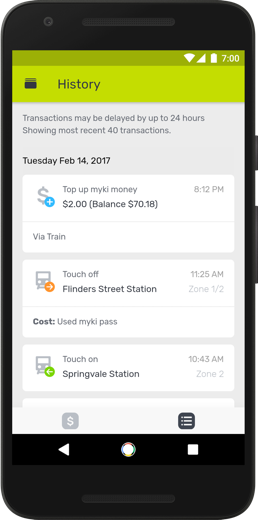 7:00
History
Transactions may be delayed by up to 24 hours
Showing most recent 40 transactions.
Tuesday Feb 14, 2017
Top up myki money 8:12 PM
$2.00 (Balance $70.18)
Via Train
Touch off 11:25 AM
Flinders Street Station Zone 1/2
Cost: Used myki pass
Touch on 10:43 AM
Springvale Station Zone 2